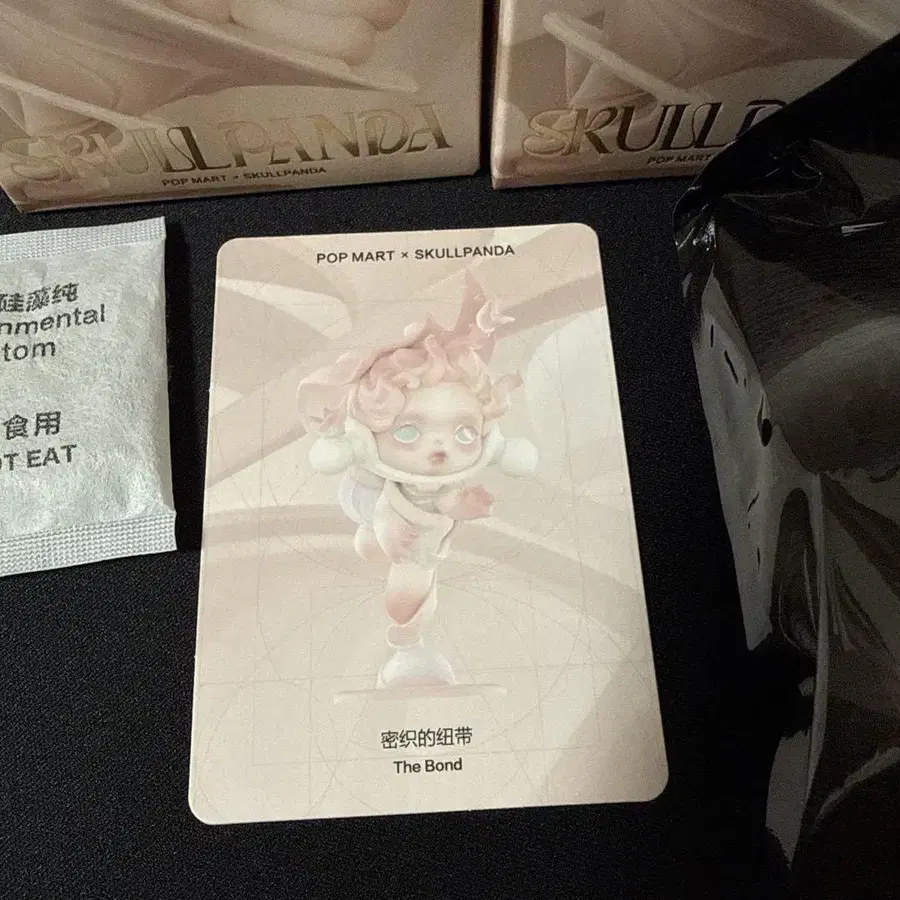 SKULLPANDA
POP MART × SKULLPANDA
SKULLP
POP MART
硅藻纯
nmental
tom
食用
OT EAT
POP MART × SKULLPANDA
密织的纽带
The Bond